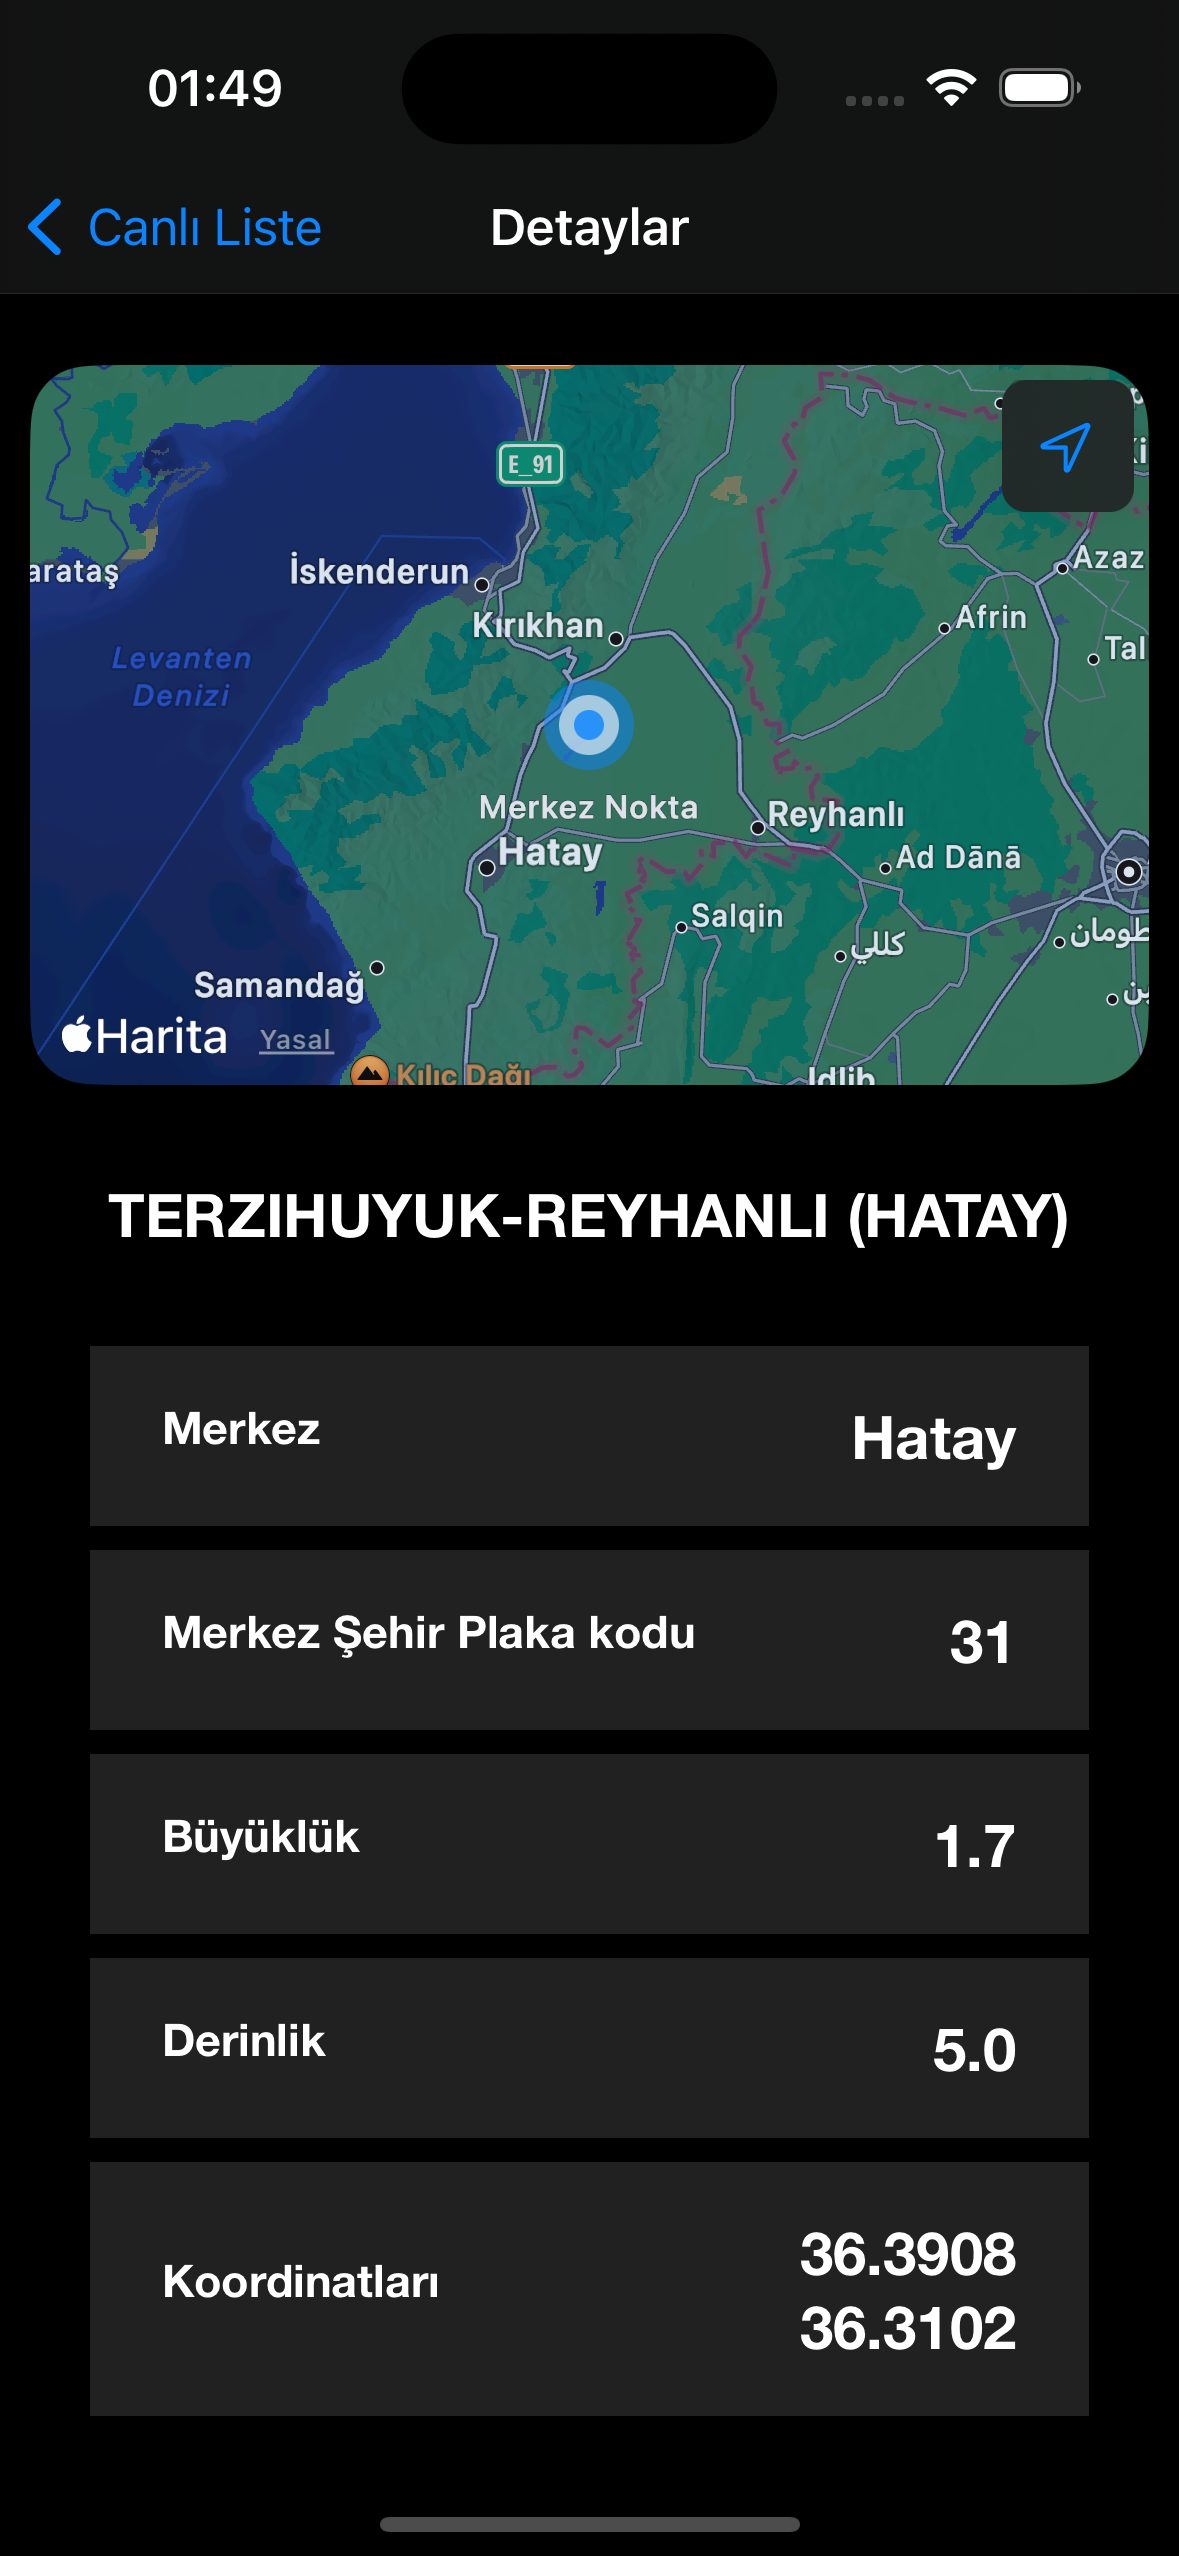 01:49
Canlı Liste
Detaylar
E_91
Azaz
İskenderun
arataş
Kırıkhan
Afrin
Tal
Levanten
Denizi
Merkez Nokta
Reyhanlı
Hatay
Ad Dānā
Salqin
كللي
طومان
Samandağ
Harita
Yasal
Kılıç Dağı
Idlib
TERZIHUYUK-REYHANLI (HATAY)
Merkez
Hatay
Merkez Şehir Plaka kodu
31
Büyüklük
1.7
Derinlik
5.0
Koordinatları
36.3908
36.3102